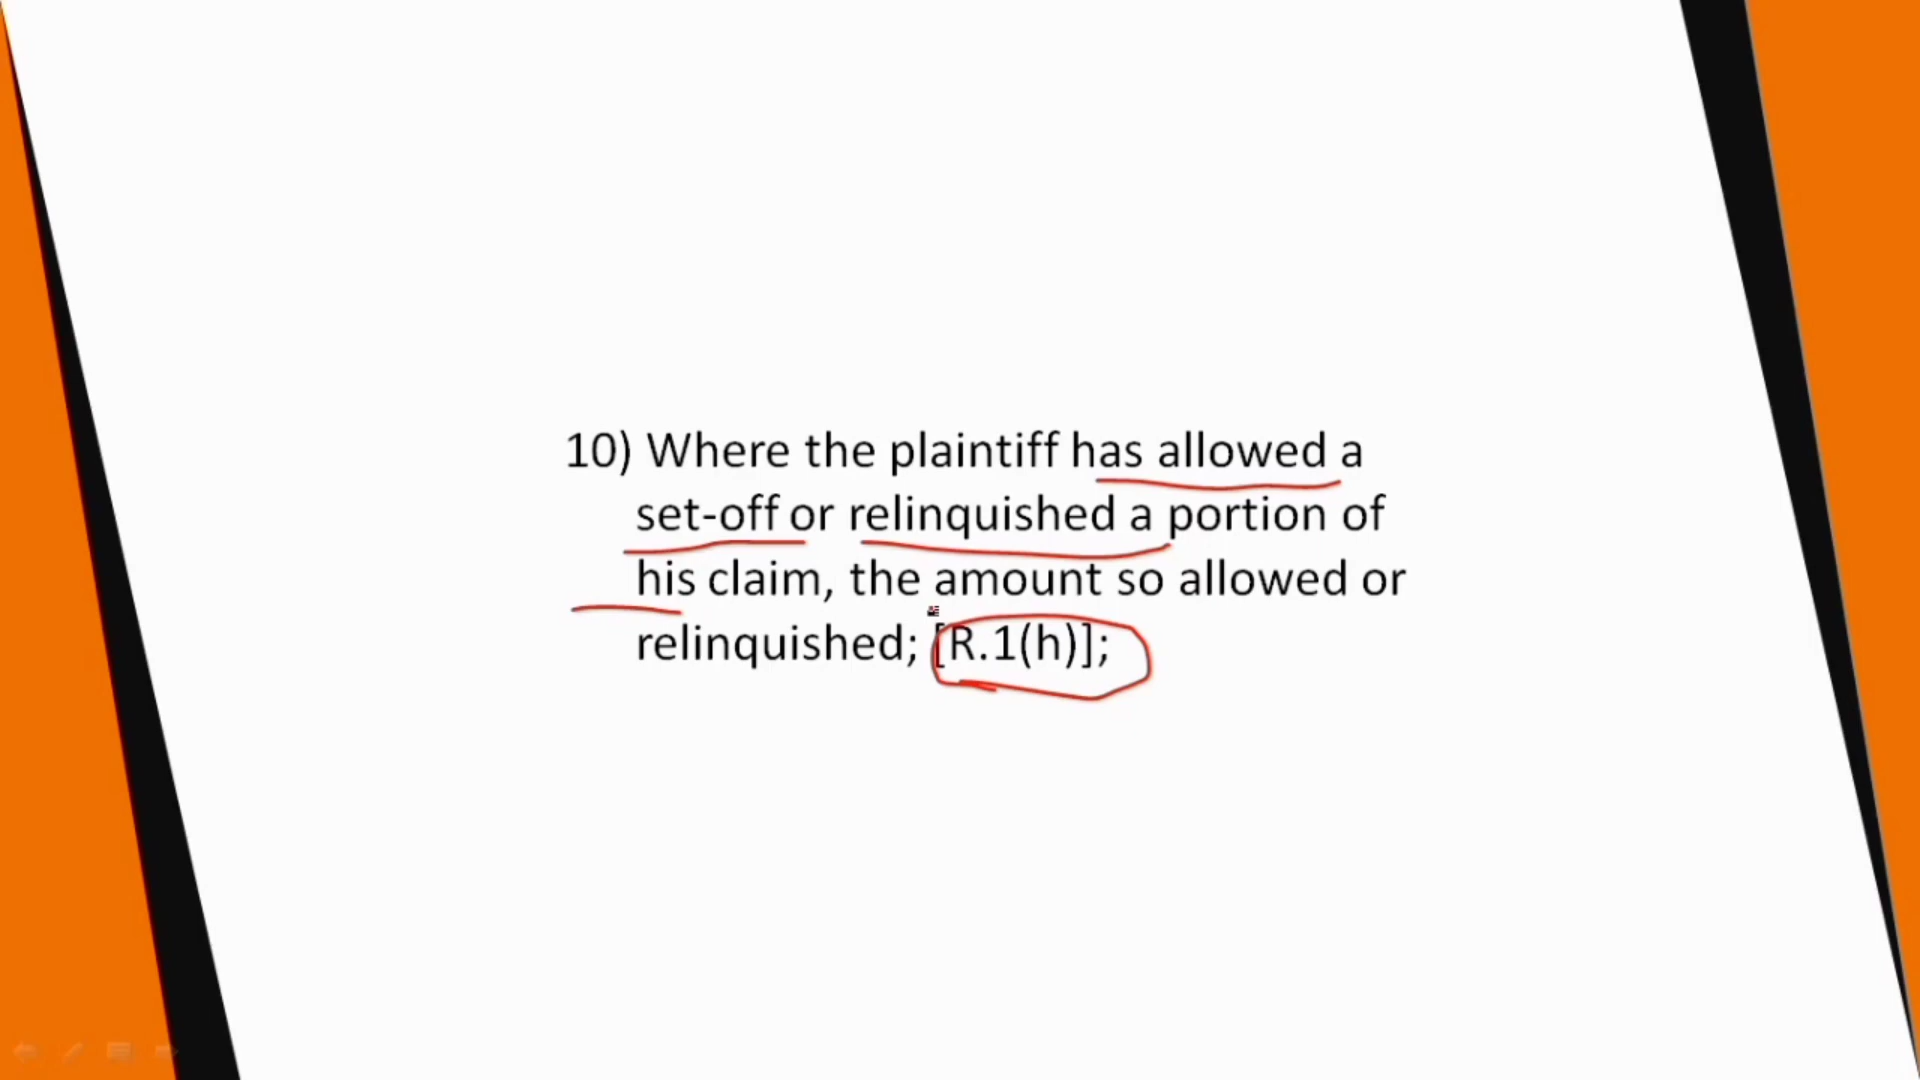 10) Where the plaintiff has allowed a
set-off or relinquished a portion of
his claim, the amount so allowed or
relinquished; [R.1(h)];